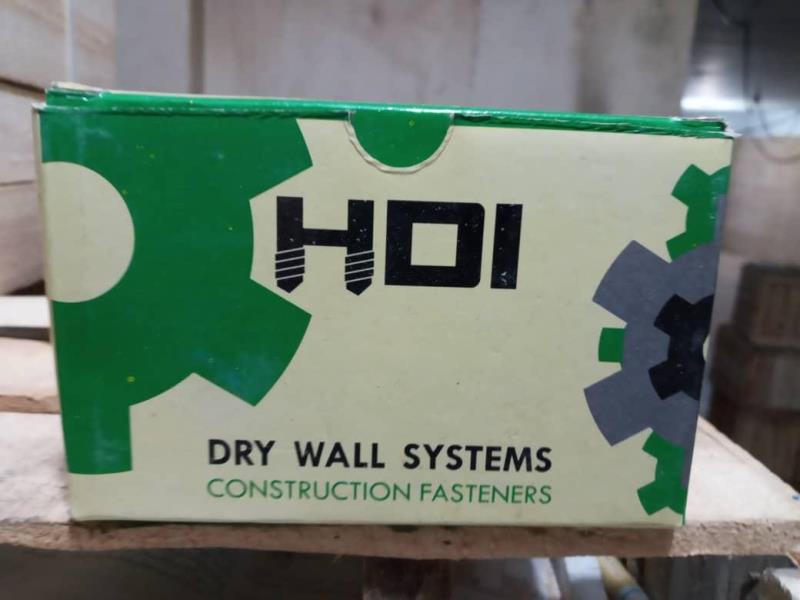 HDI
DRY WALL SYSTEMS
CONSTRUCTION FASTENERS